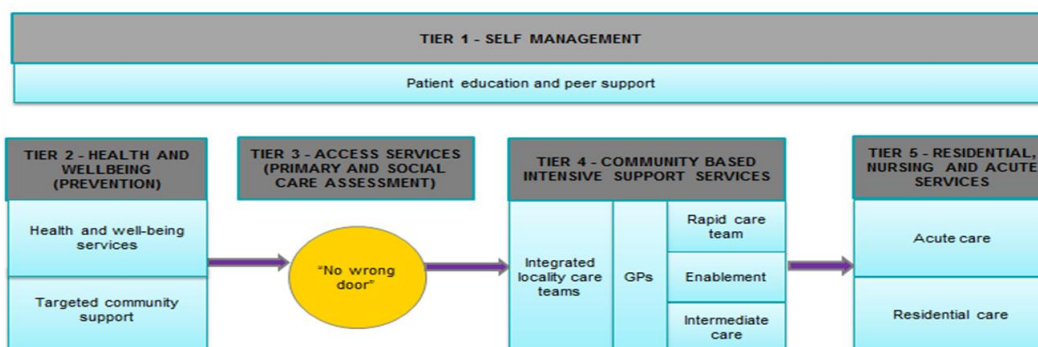 TIER 1 - SELF MANAGEMENT
Patient education and peer support
TIER 2 - HEALTH AND
WELLBEING
(PREVENTION)
Health and well-being
services
Targeted community
support
TIER 3 - ACCESS SERVICES
(PRIMARY AND SOCIAL
CARE ASSESSMENT)
"No wrong
door"
TIER 4 - COMMUNITY BASED
INTENSIVE SUPPORT SERVICES
Integrated
locality care
teams
GPs
Rapid care
team
Enablement
Intermediate
care
TIER 5 - RESIDENTIAL,
NURSING AND ACUTE
SERVICES
Acute care
Residential care